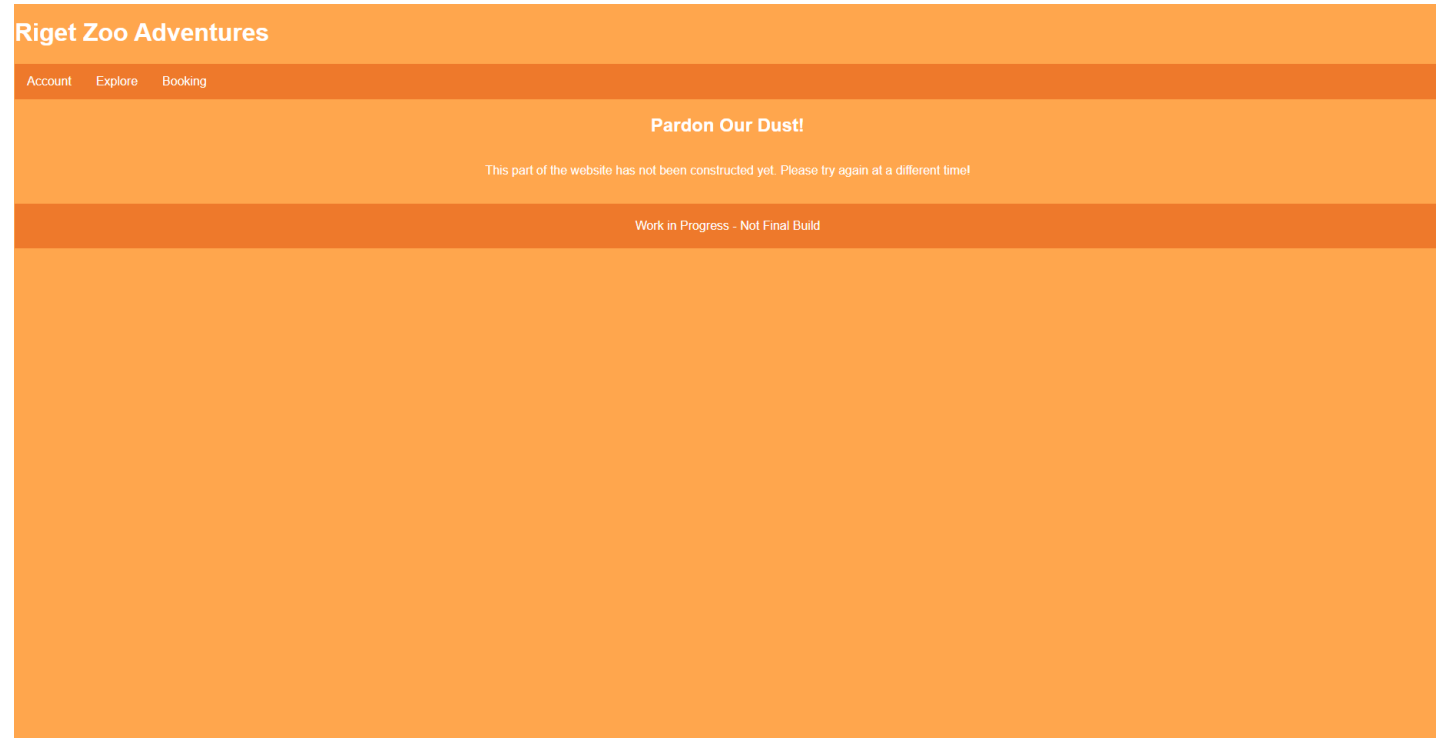 Riget Zoo Adventures
Account Explore Booking
Pardon Our Dust!
This part of the website has not been constructed yet. Please try again at a different time!
Work in Progress - Not Final Build